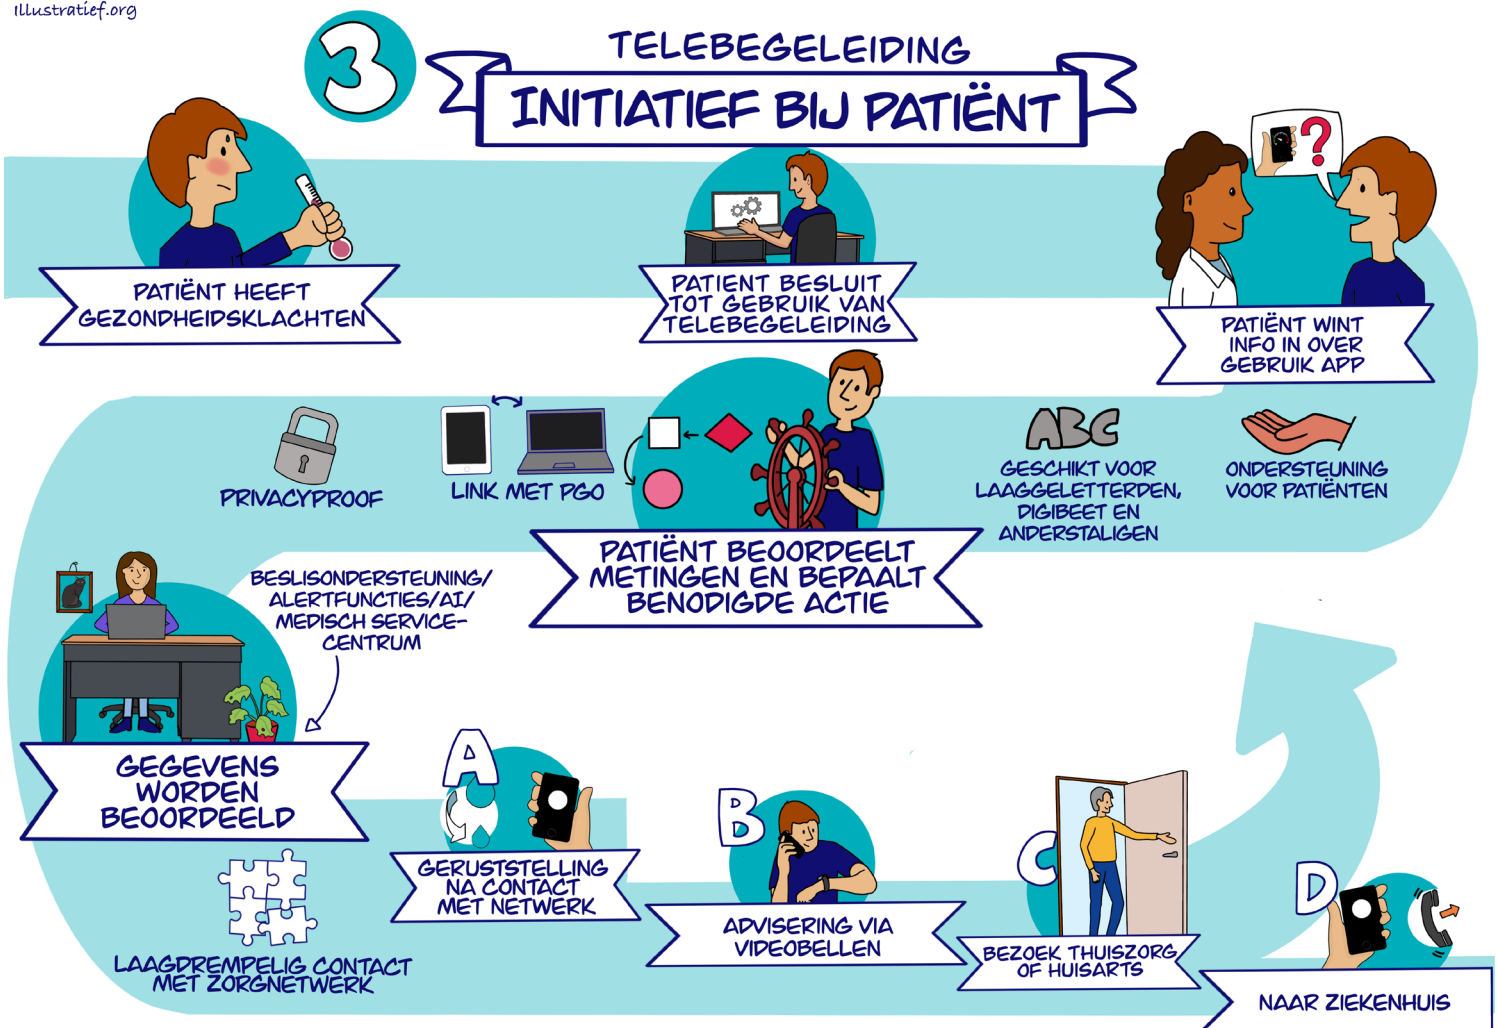 Illustratief.org
3
TELEBEGELEIDING
INITIATIEF BIJ PATIËNT
?
PATIËNT HEEFT
GEZONDHEIDSKLACHTEN
PATIENT BESLUIT
TOT GEBRUIK VAN
TELEBEGELEIDING
PATIËNT WINT
INFO IN OVER
GEBRUIK APP
PRIVACYPROOF
LINK MET PGO
PATIËNT BEOORDEELT
METINGEN EN BEPAALT
BENODIGDE ACTIE
ABC
GESCHIKT VOOR
LAAGGELETTERDEN,
DIGIBEET EN
ANDERSTALIGEN
ONDERSTEUNING
VOOR PATIËNTEN
BESLISONDERSTEUNING/
ALERTFUNCTIES/AI/
MEDISCH SERVICE-
CENTRUM
GEGEVENS
WORDEN
BEOORDEELD
LAAGDREMPELIG CONTACT
MET ZORGNETWERK
A
GERUSTSTELLING
NA CONTACT
MET NETWERK
B
ADVISERING VIA
VIDEOBELLEN
C
BEZOEK THUISZORG
OF HUISARTS
D
NAAR ZIEKENHUIS